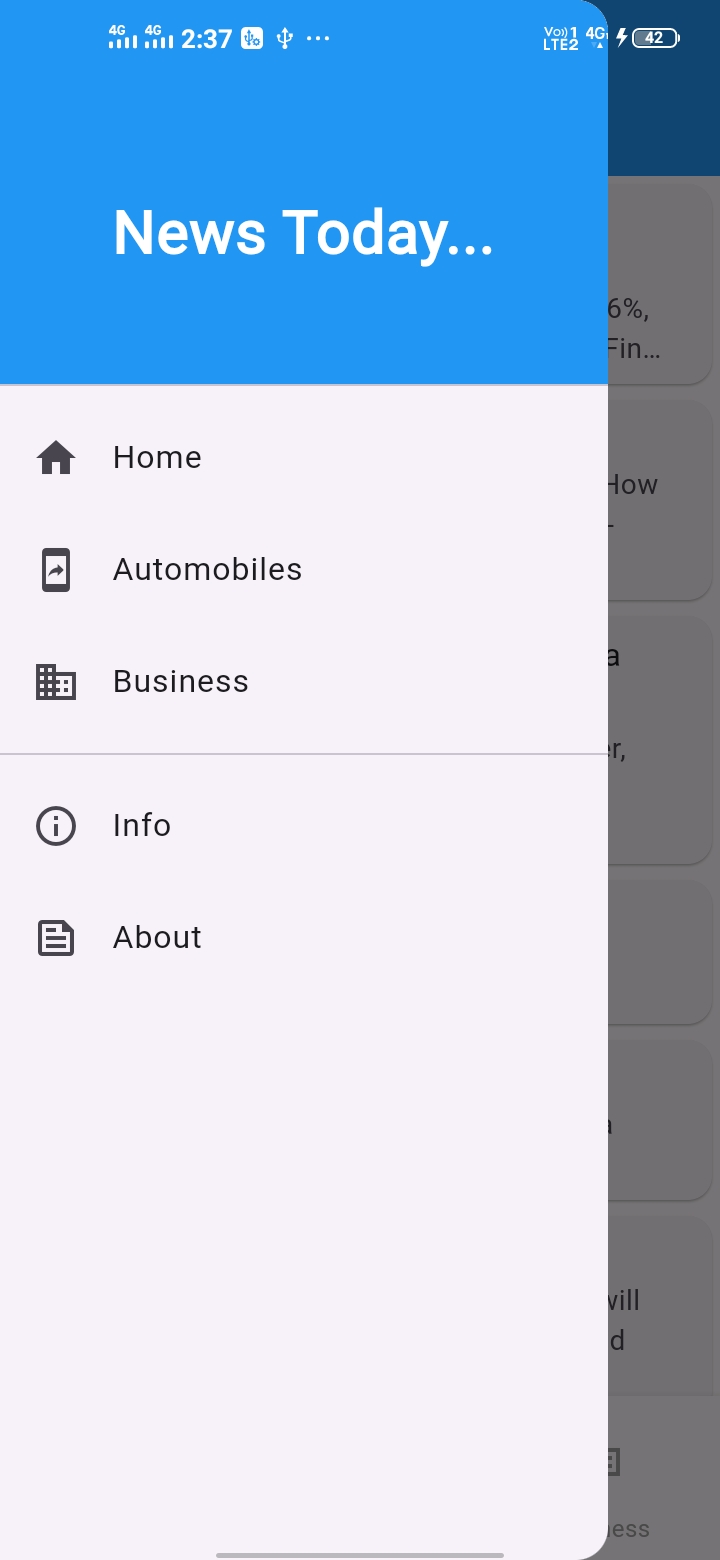 4G 4G 2:37 Vo)) 1 LTE2 4G 42
News Today...
6%,
Fin...
Home
How
Automobiles
a
Business
er,
Info
About
a
will
d
ess